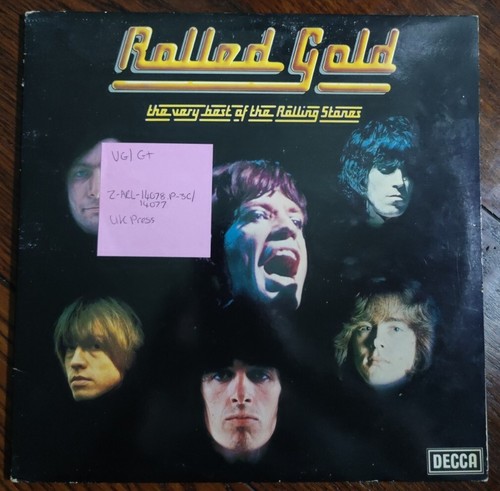 Rolled Gold
the very best of the Rolling Stones
VG/G+
Z-ARL-14078.P-3C/
14077
UK Press
DECCA